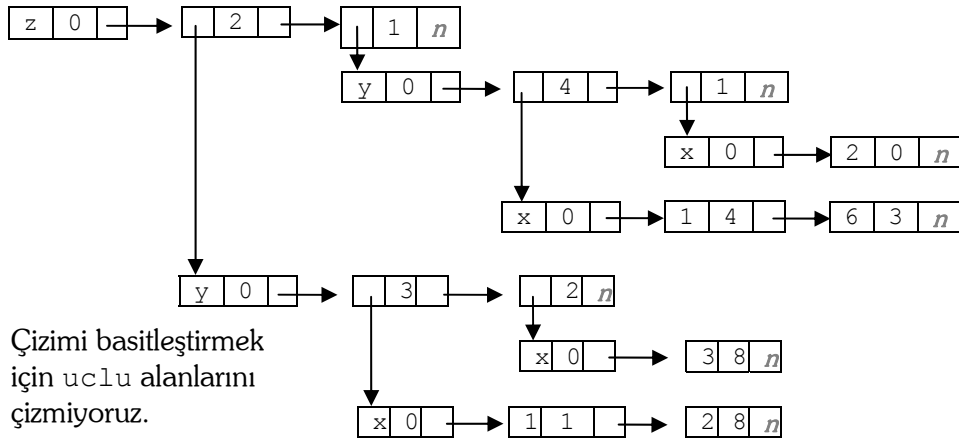 z 0 2 1 n
y 0 4 1 n
x 0 2 0 n
x 0 1 4 6 3 n
y 0 3 2 n
x 0 3 8 n
x 0 1 1 2 8 n
Çizimi basitleştirmek
için uclu alanlarını
çizmiyoruz.